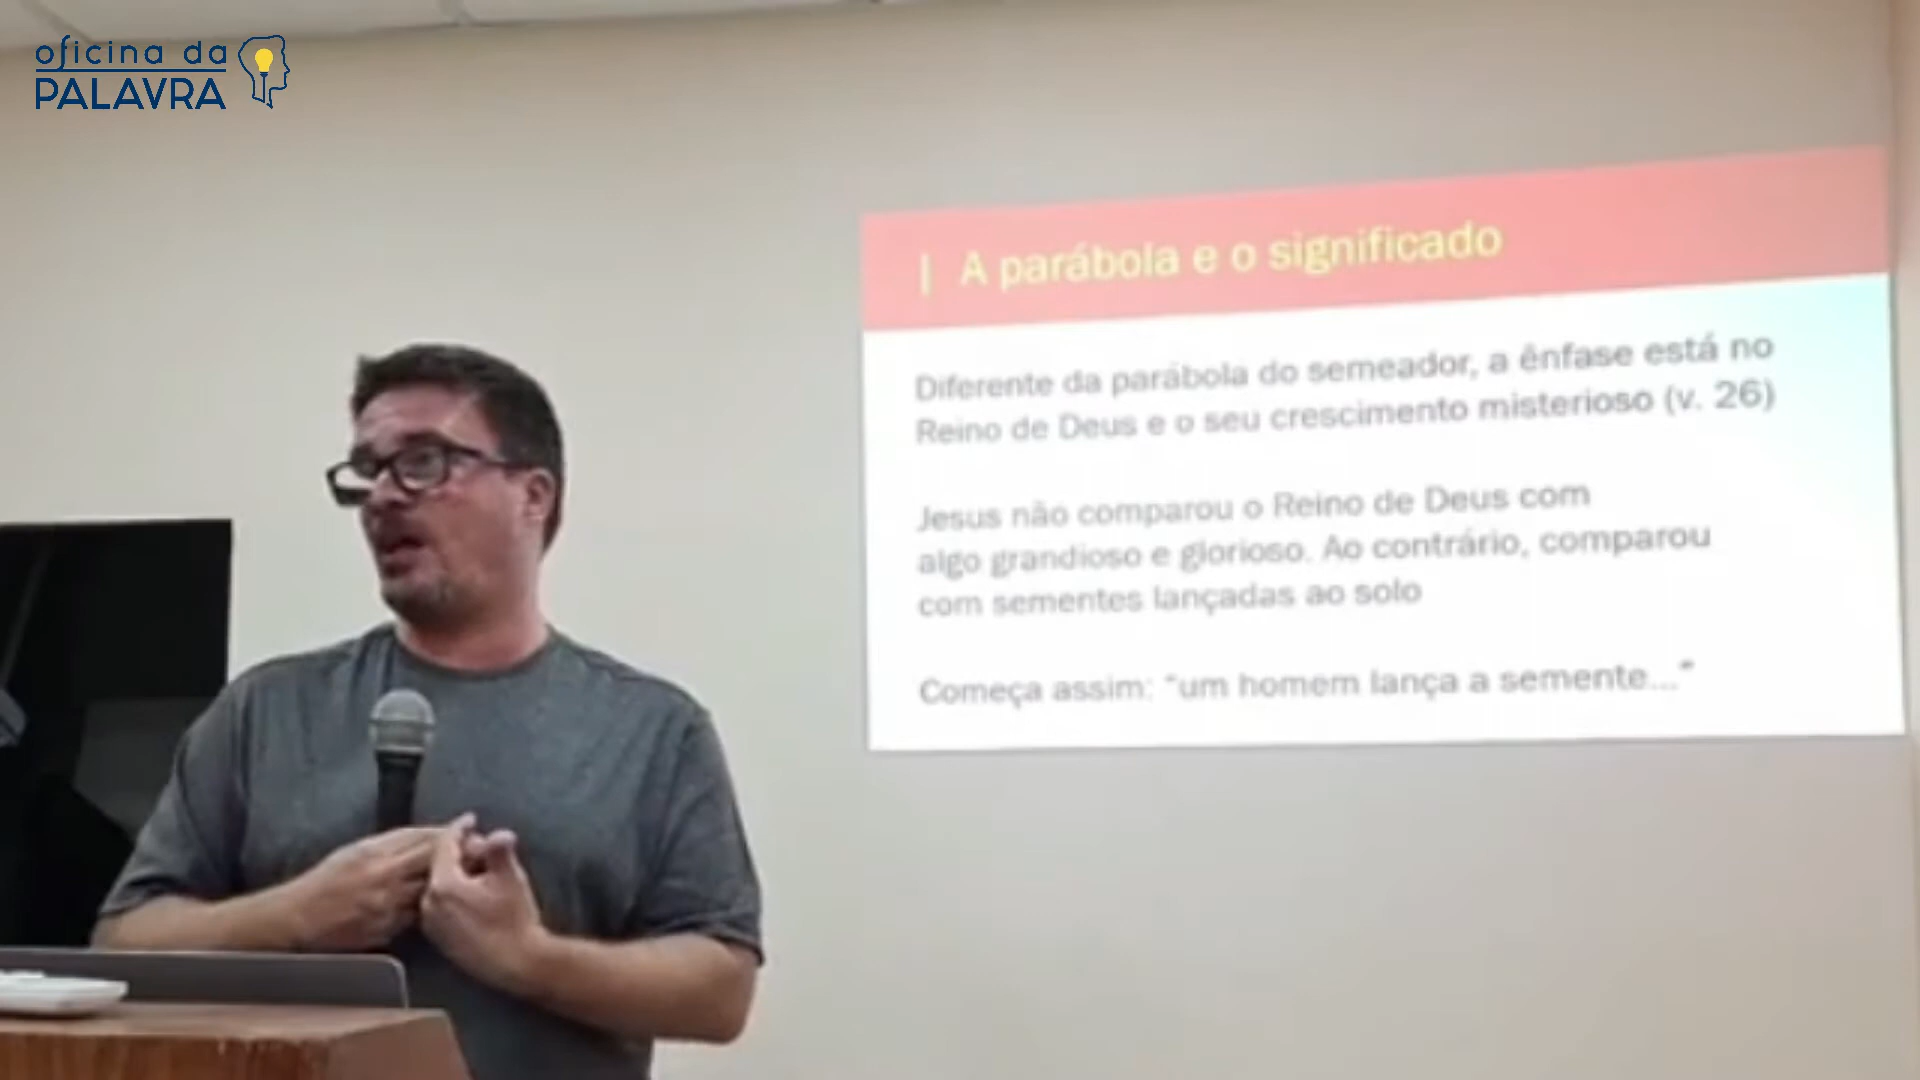 oficina da
PALAVRA
| A parábola e o significado
Diferente da parábola do semeador, a ênfase está no
Reino de Deus e o seu crescimento misterioso (v. 26)
Jesus não comparou o Reino de Deus com
algo grandioso e glorioso. Ao contrário, comparou
com sementes lançadas ao solo
Começa assim: “um homem lança a semente...”